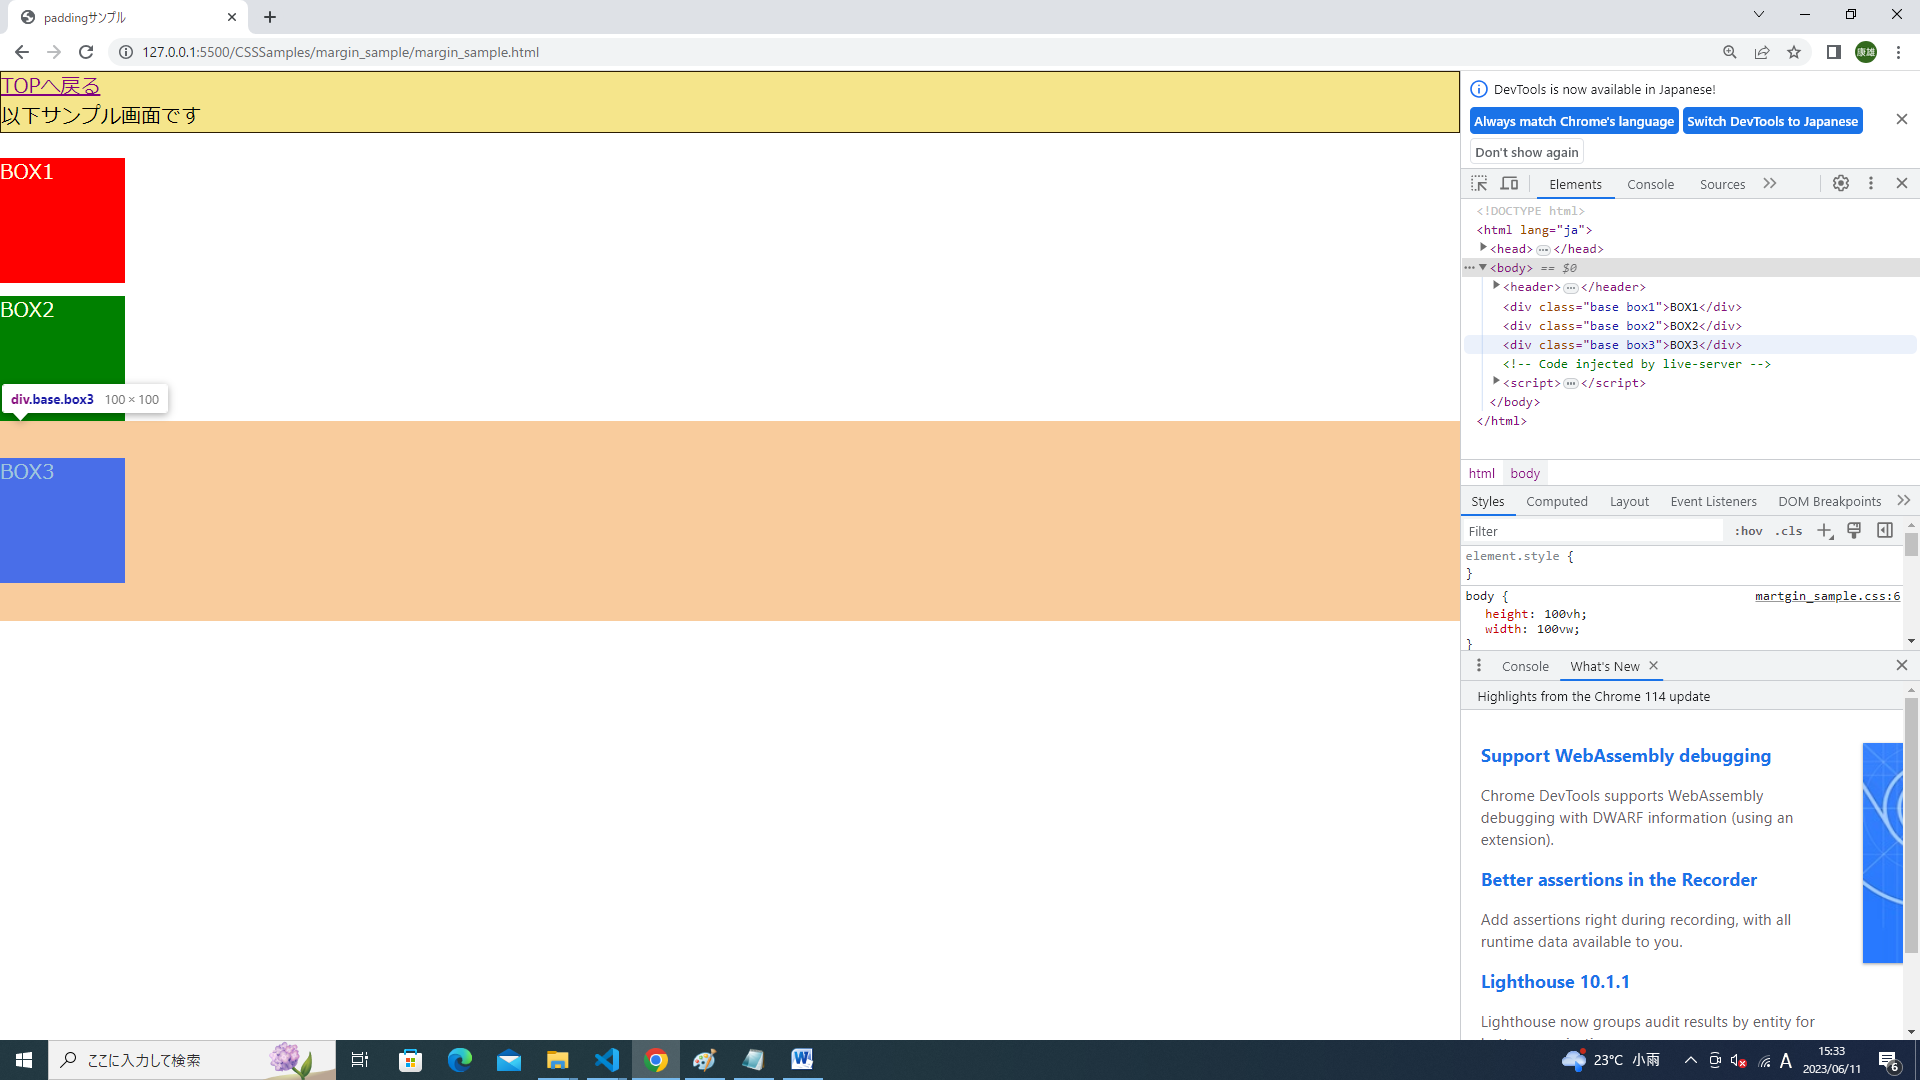 paddingサンプル
127.0.0.1:5500/CSSSamples/margin_sample/margin_sample.html
康雄
TOPへ戻る
以下サンプル画面です
BOX1
BOX2
div.base.box3 100 × 100
BOX3
DevTools is now available in Japanese!
Always match Chrome's language
Switch DevTools to Japanese
Don't show again
Elements
Console
Sources
<!DOCTYPE html>
<html lang="ja">
<head> … </head>
… <body> == $0
<header> … </header>
<div class="base box1">BOX1</div>
<div class="base box2">BOX2</div>
<div class="base box3">BOX3</div>
<!-- Code injected by live-server -->
<script> … </script>
</body>
</html>
html
body
Styles
Computed
Layout
Event Listeners
DOM Breakpoints
Filter
:hov
.cls
element.style {
}
body {
martgin_sample.css:6
height: 100vh;
width: 100vw;
}
Console
What's New
Highlights from the Chrome 114 update
Support WebAssembly debugging
Chrome DevTools supports WebAssembly
debugging with DWARF information (using an
extension).
Better assertions in the Recorder
Add assertions right during recording, with all
runtime data available to you.
Lighthouse 10.1.1
Lighthouse now groups audit results by entity for
ここに入力して検索
23°C 小雨
A
15:33
2023/06/11
6